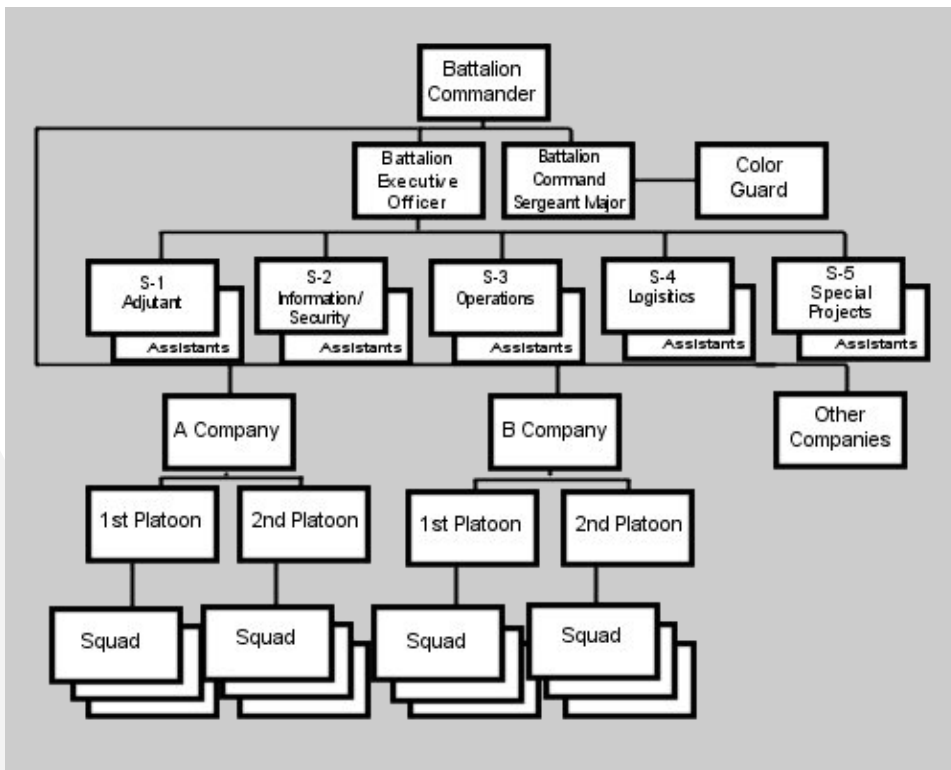 Battalion
Commander
Battalion
Executive
Officer
Battalion
Command
Sergeant Major
Color
Guard
S-1
Adjutant
Assistants
S-2
Information/
Security
Assistants
S-3
Operations
Assistants
S-4
Logisitics
Assistants
S-5
Special
Projects
Assistants
A Company
B Company
Other
Companies
1st Platoon
2nd Platoon
1st Platoon
2nd Platoon
Squad
Squad
Squad
Squad